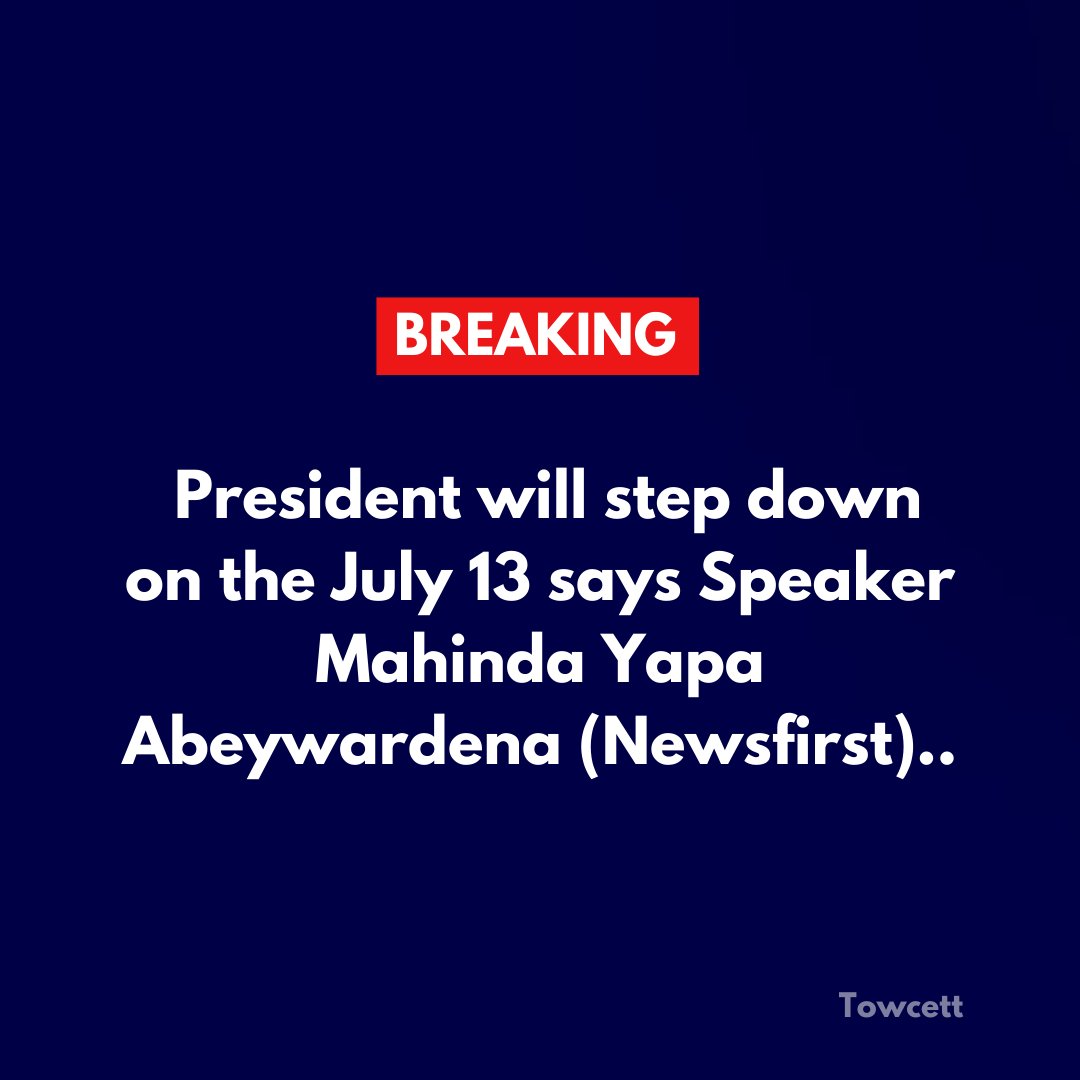 BREAKING
President will step down
on the July 13 says Speaker
Mahinda Yapa
Abeywardena (Newsfirst)..
Towcett